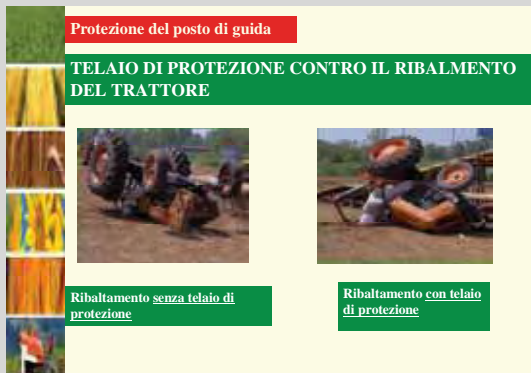 Protezione del posto di guida
TELAIO DI PROTEZIONE CONTRO IL RIBALMENTO
DEL TRATTORE
Ribaltamento senza telaio di
protezione
Ribaltamento con telaio
di protezione